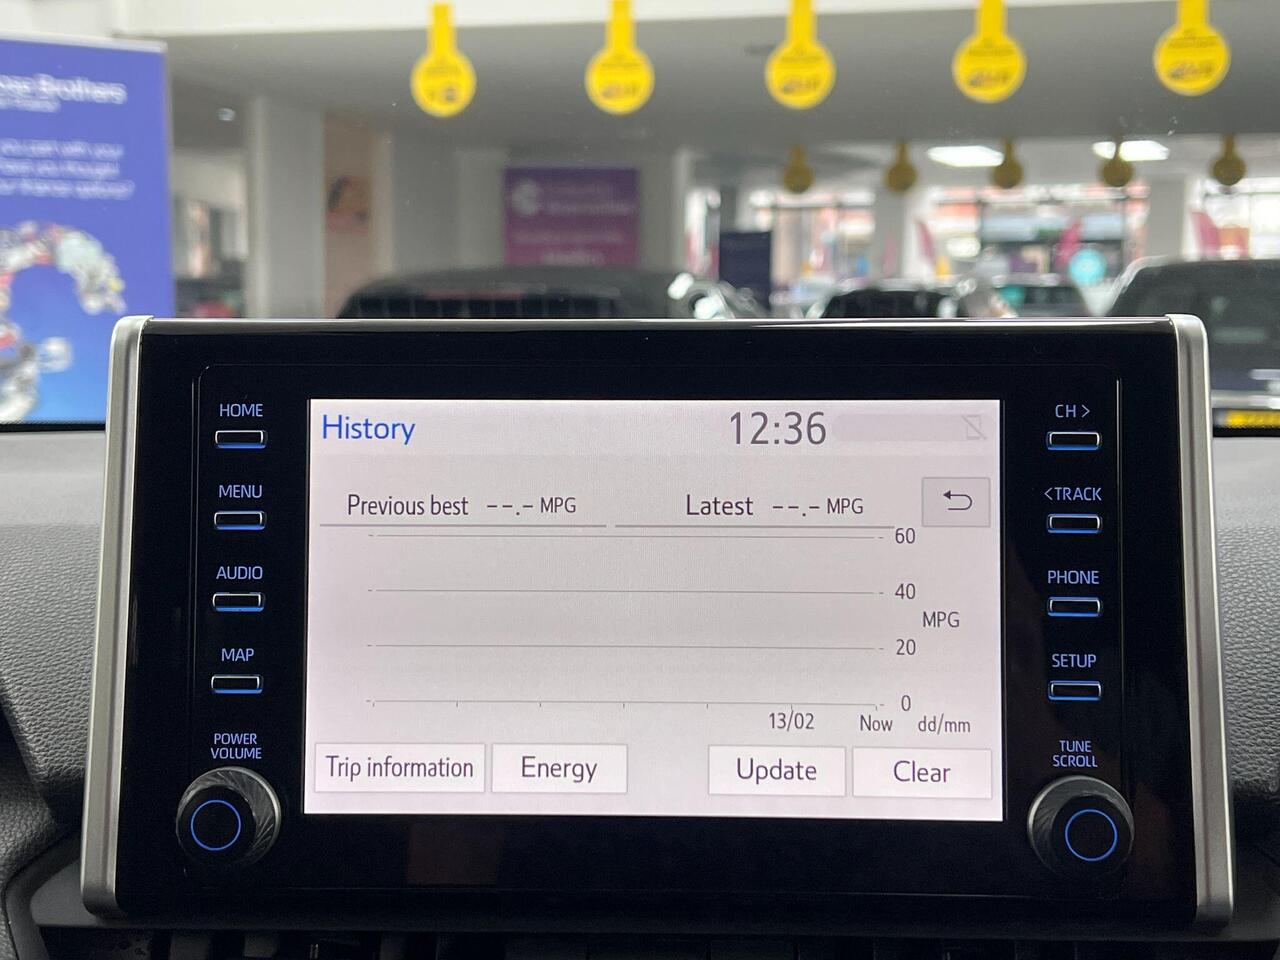 Brothers
HOME
MENU
AUDIO
MAP
POWER
VOLUME
History
12:36
Previous best --.- MPG
Latest --.- MPG
60
40
MPG
20
0
13/02 Now dd/mm
Trip information
Energy
Update
Clear
CH >
<TRACK
PHONE
SETUP
TUNE
SCROLL